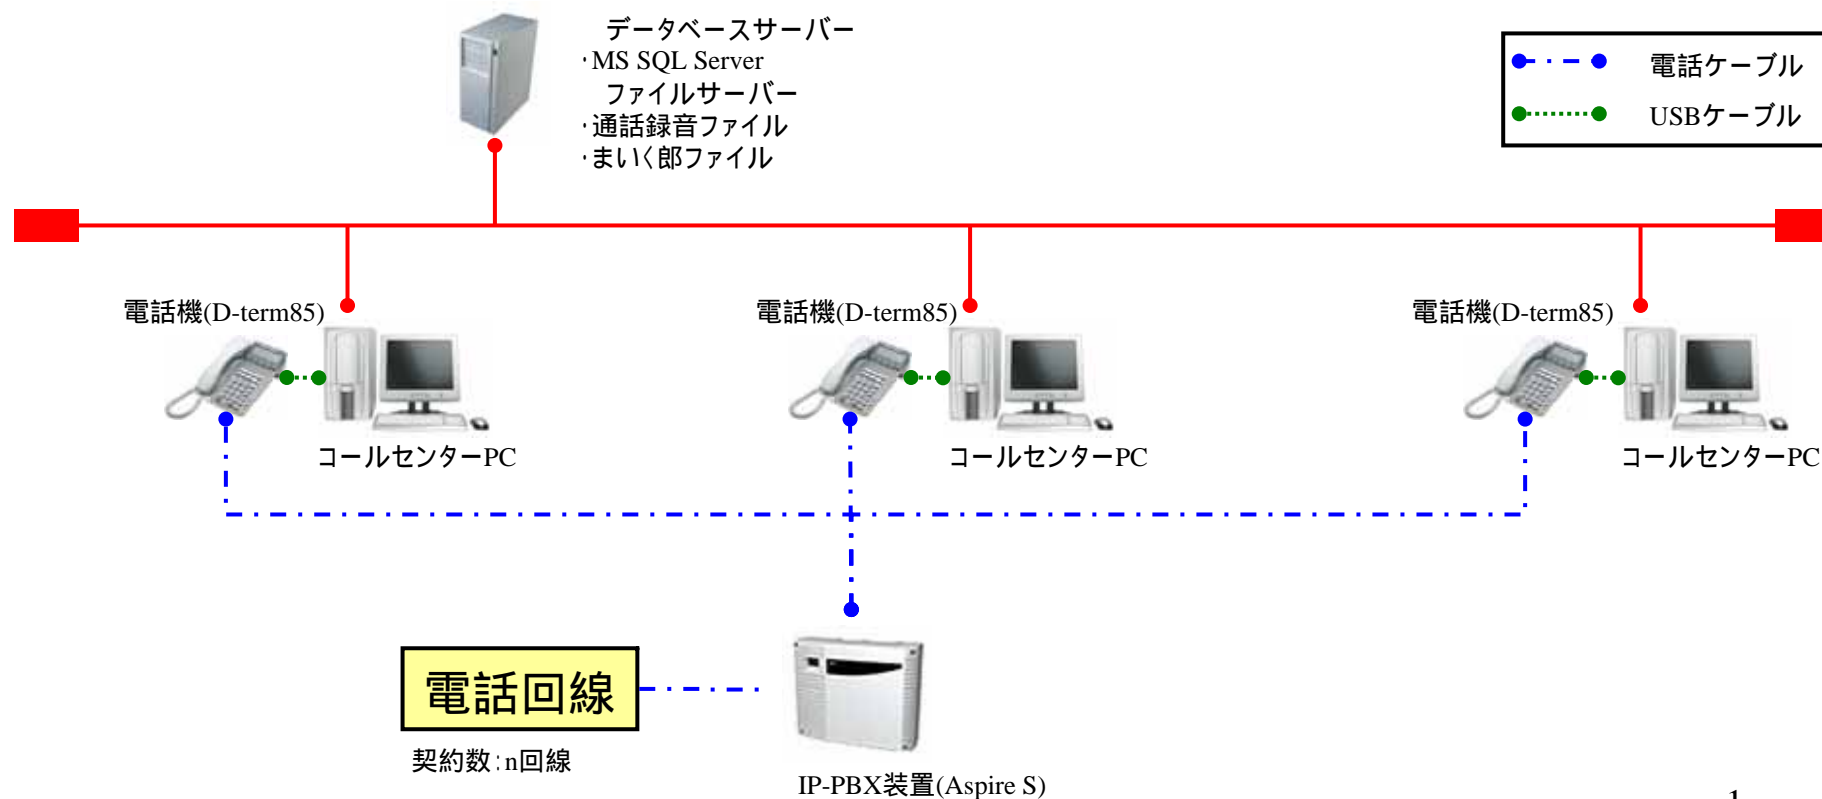 データベースサーバー
・MS SQL Server
ファイルサーバー
・通話録音ファイル
・まいく郎ファイル
電話ケーブル
USBケーブル
電話機(D-term85)
電話機(D-term85)
電話機(D-term85)
コールセンターPC
コールセンターPC
コールセンターPC
電話回線
契約数:n回線
IP-PBX装置(Aspire S)
1